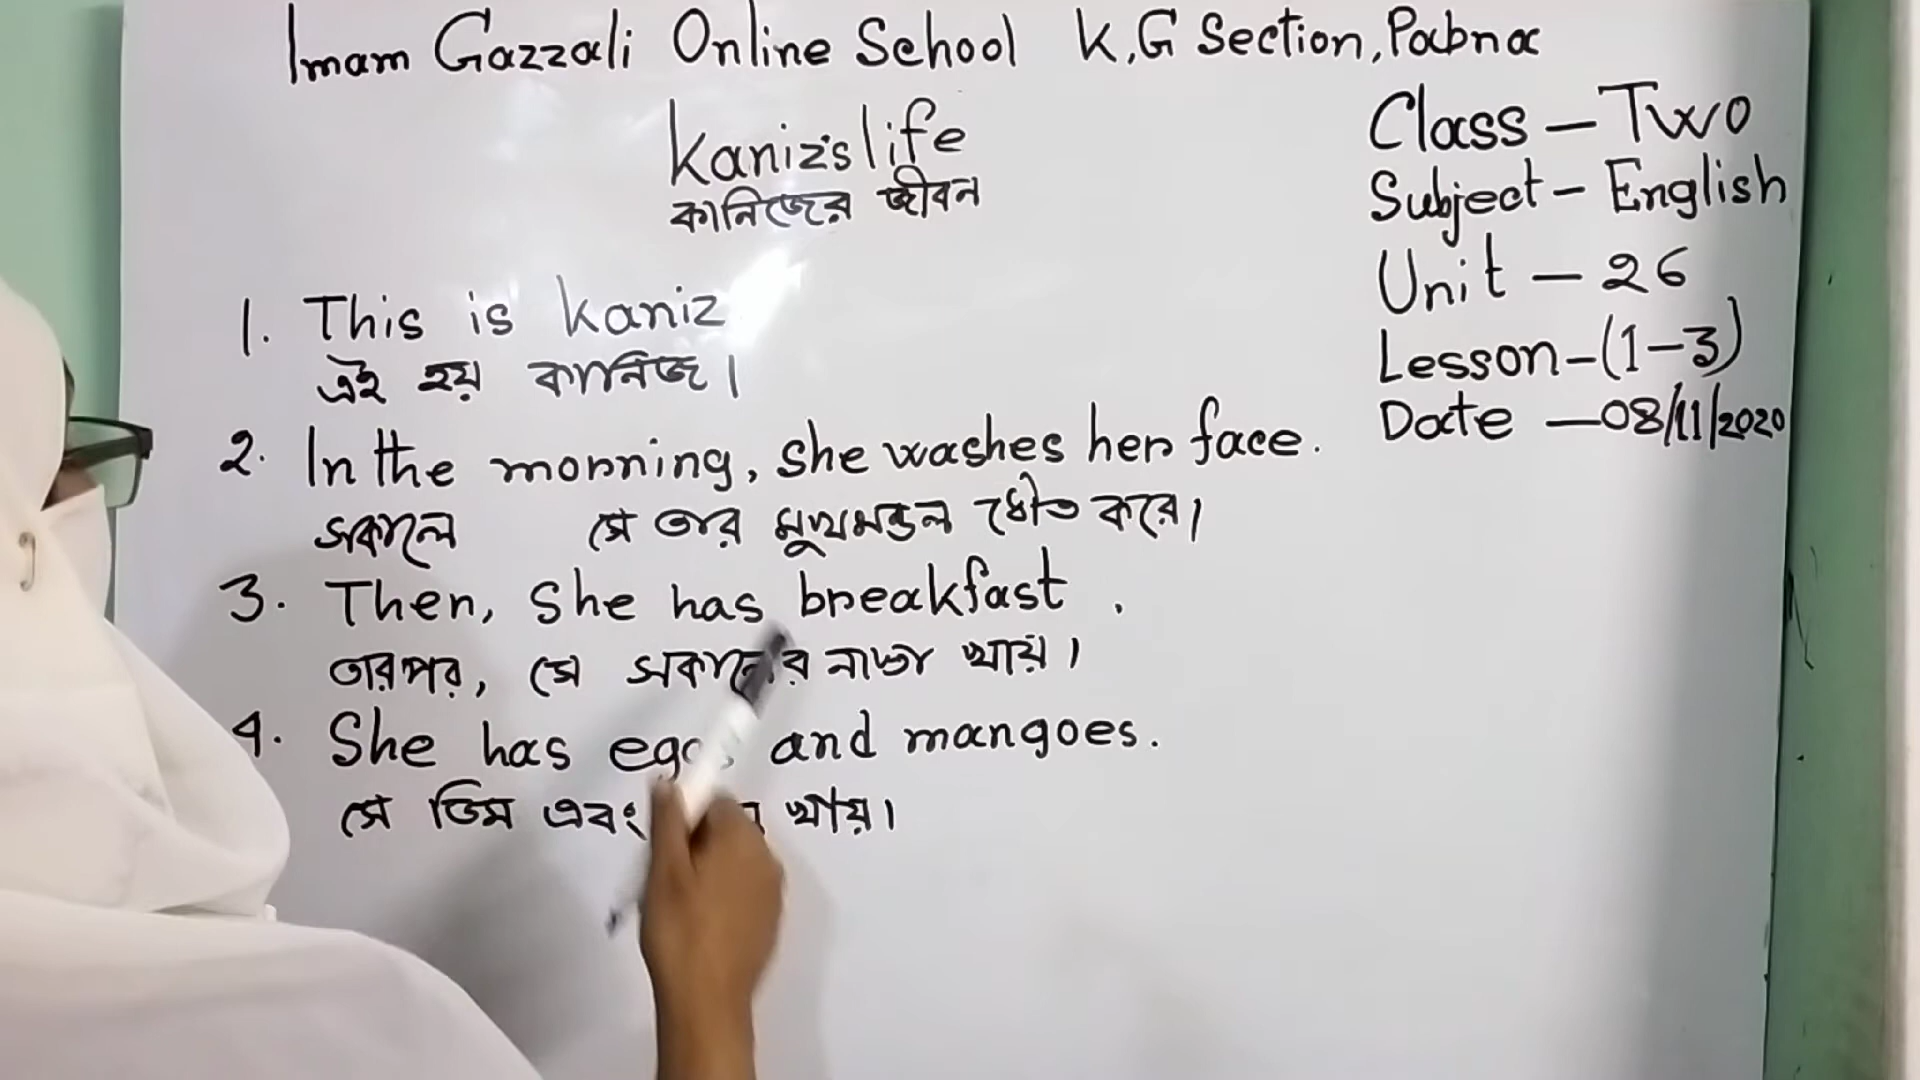 Imam Gazzali Online School K,G Section, Pabna
Kaniz's life
কানিজের জীবন
Class – Two
Subject – English
Unit – 26
Lesson – (1–3)
Date – 08/11/2020
1. This is Kaniz
এই হয় কানিজ।
2. In the morning, she washes her face.
সকালে সে তার মুখমন্ডল ধৌত করে।
3. Then, She has breakfast.
তারপর, সে সকালের নাস্তা খায়।
4. She has eggs and mangoes.
সে ডিম এবং খায়।